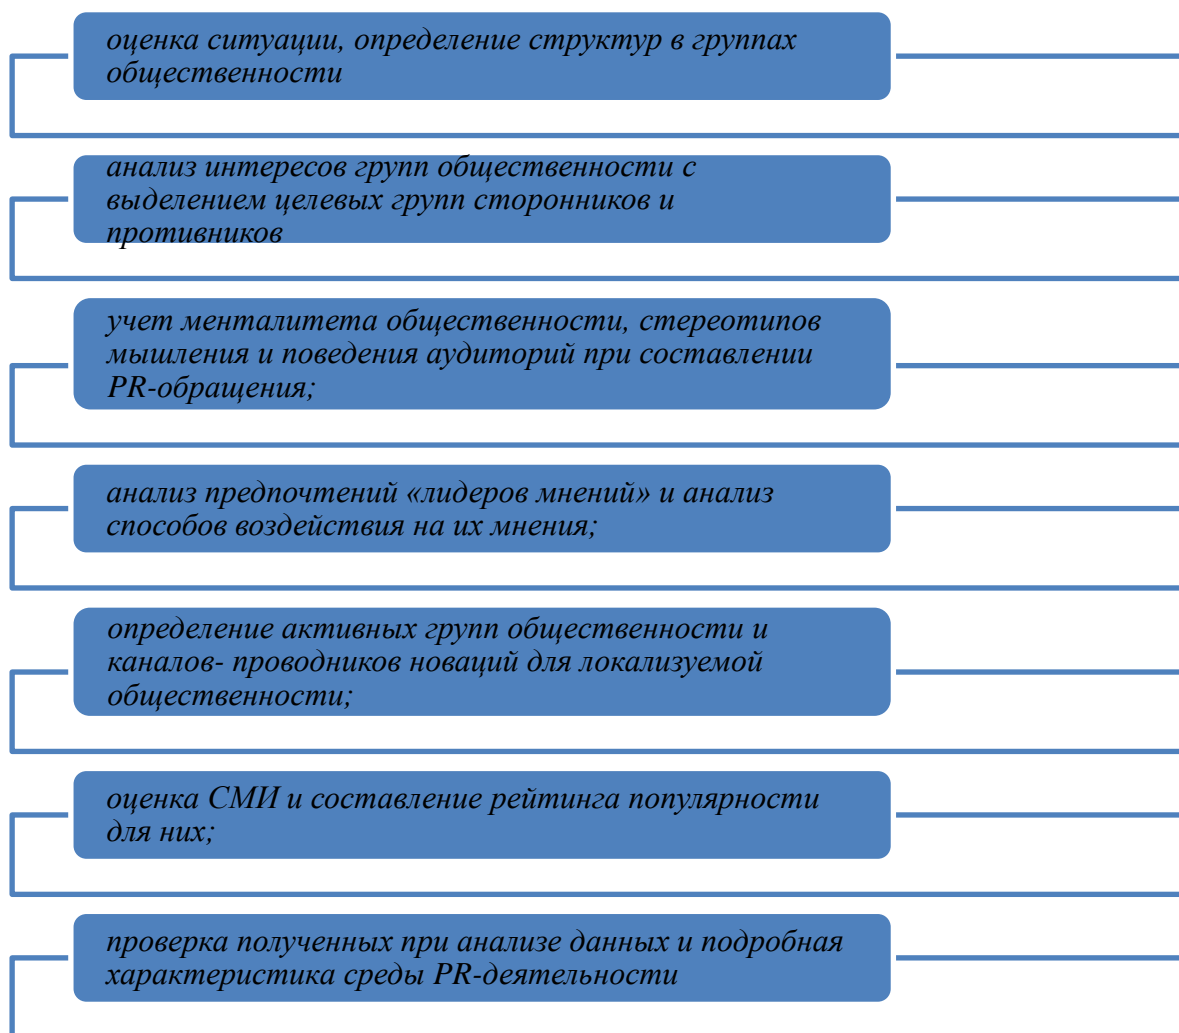 оценка ситуации, определение структур в группах
общественности
анализ интересов групп общественности с
выделением целевых групп сторонников и
противников
учет менталитета общественности, стереотипов
мышления и поведения аудиторий при составлении
PR-обращения;
анализ предпочтений «лидеров мнений» и анализ
способов воздействия на их мнения;
определение активных групп общественности и
каналов- проводников новаций для локализуемой
общественности;
оценка СМИ и составление рейтинга популярности
для них;
проверка полученных при анализе данных и подробная
характеристика среды PR-деятельности